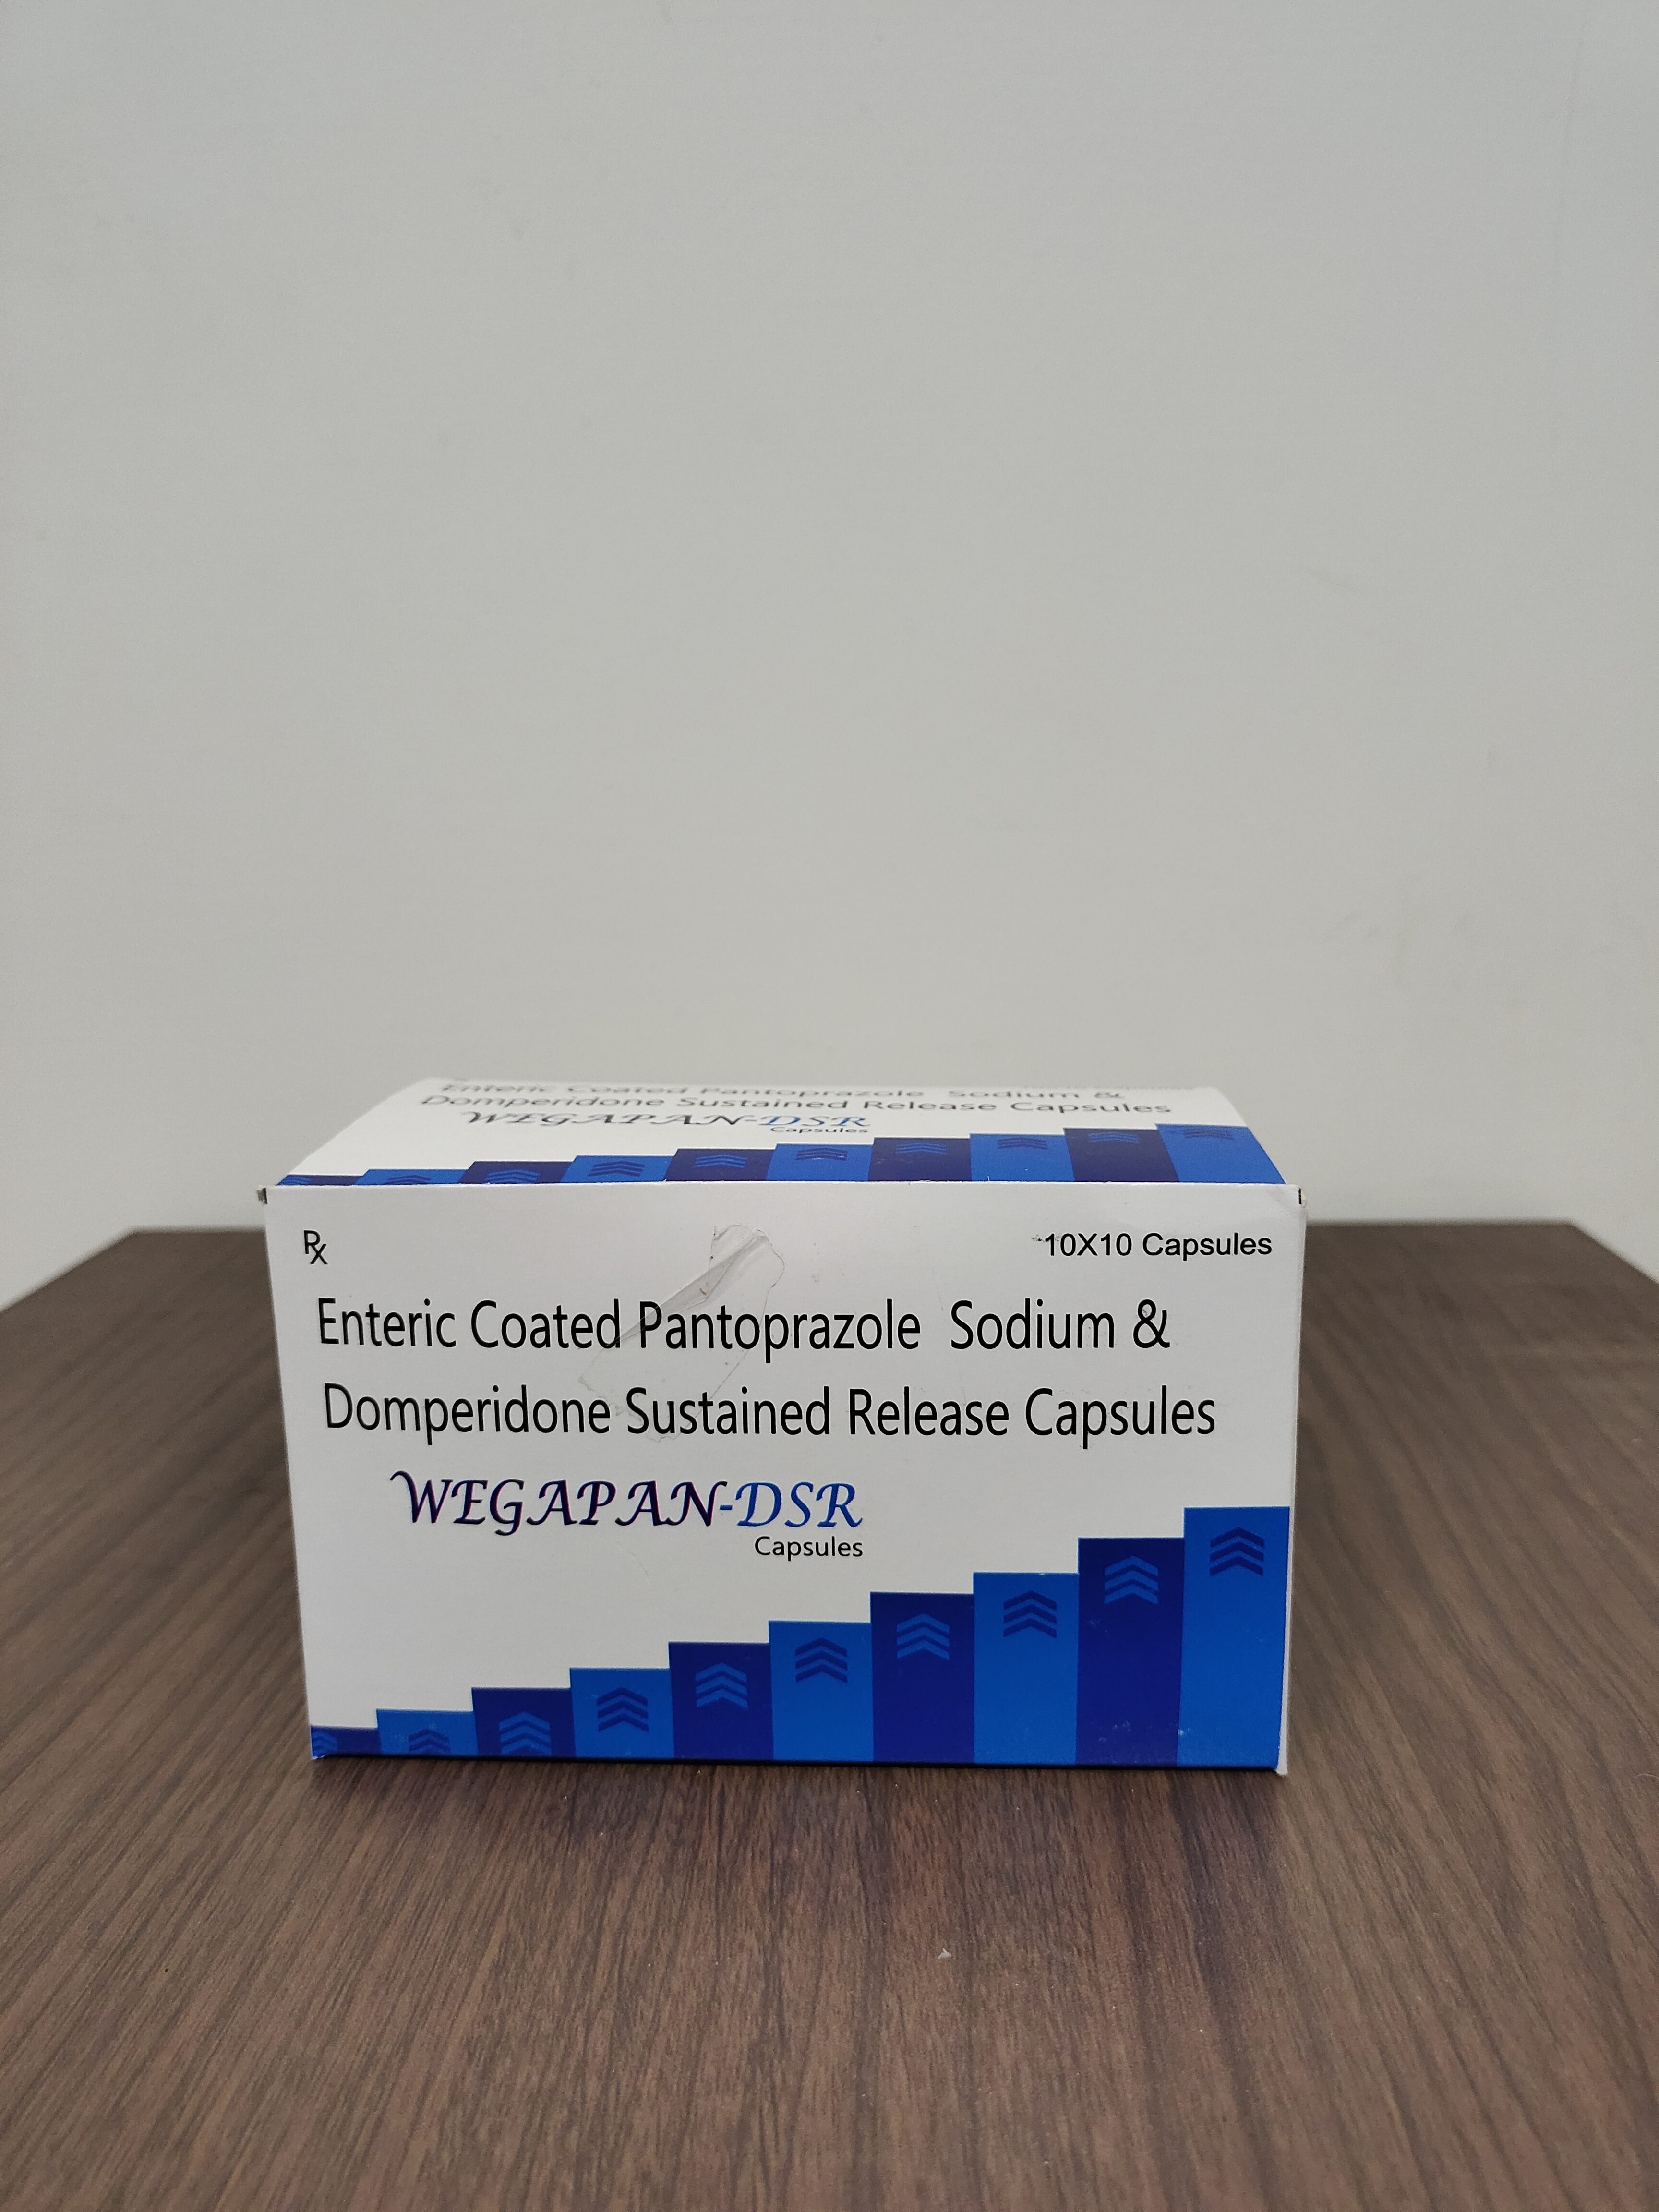 Enteric Coated Pantoprazole Sodium &
Domperidone Sustained Release Capsules
WEGAPAN-DSR
Capsules
Rx
10X10 Capsules
Enteric Coated Pantoprazole Sodium &
Domperidone Sustained Release Capsules
WEGAPAN-DSR
Capsules